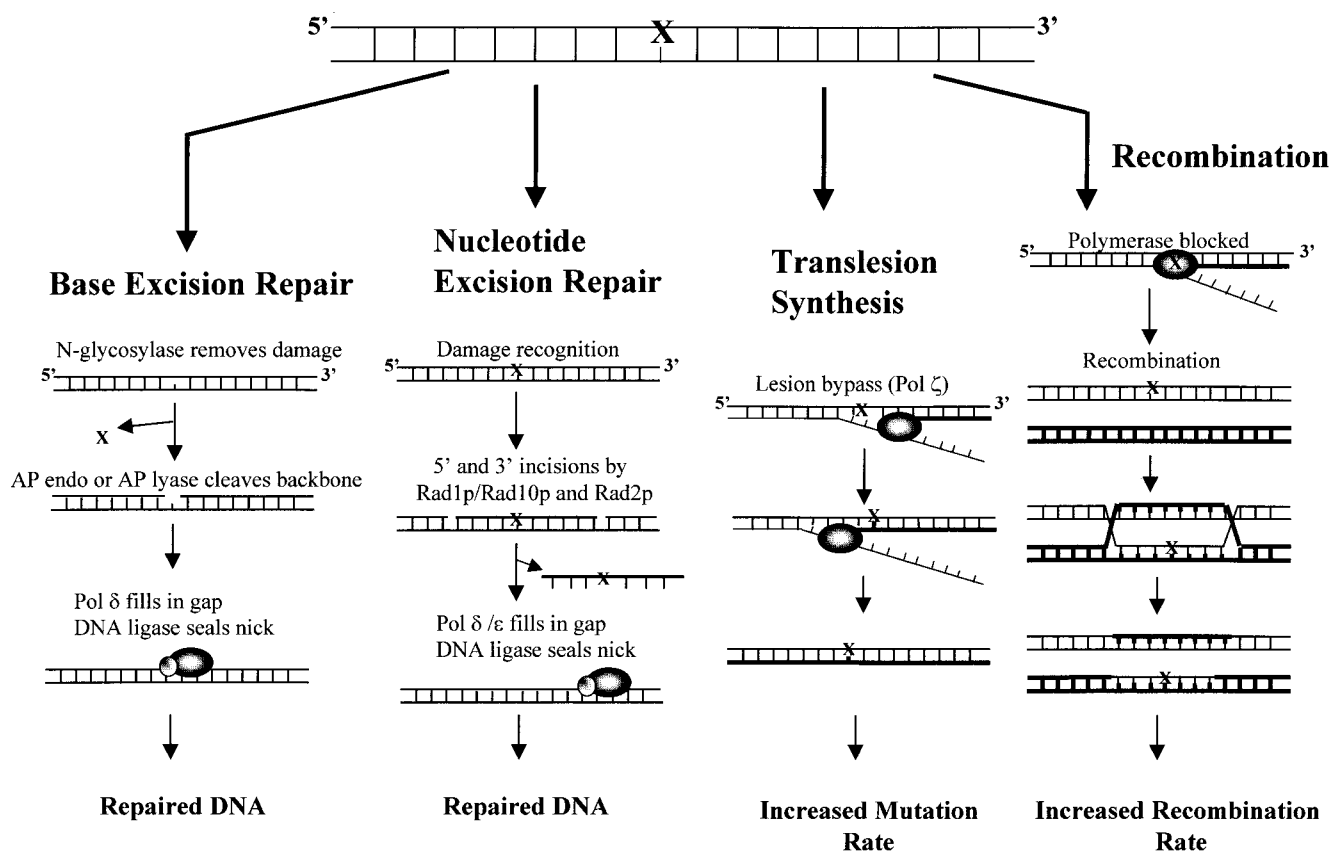 5’ X 3’
Base Excision Repair
N-glycosylase removes damage
5’ 3’
X
AP endo or AP lyase cleaves backbone
Pol δ fills in gap
DNA ligase seals nick
Repaired DNA
Nucleotide
Excision Repair
Damage recognition
5’ X 3’
5’ and 3’ incisions by
Rad1p/Rad10p and Rad2p
X
X
Pol δ /ε fills in gap
DNA ligase seals nick
Repaired DNA
Translesion
Synthesis
Lesion bypass (Pol ζ)
5’ X 3’
X
X
Increased Mutation
Rate
Recombination
Polymerase blocked
5’ X 3’
Recombination
X
X
X
Increased Recombination
Rate